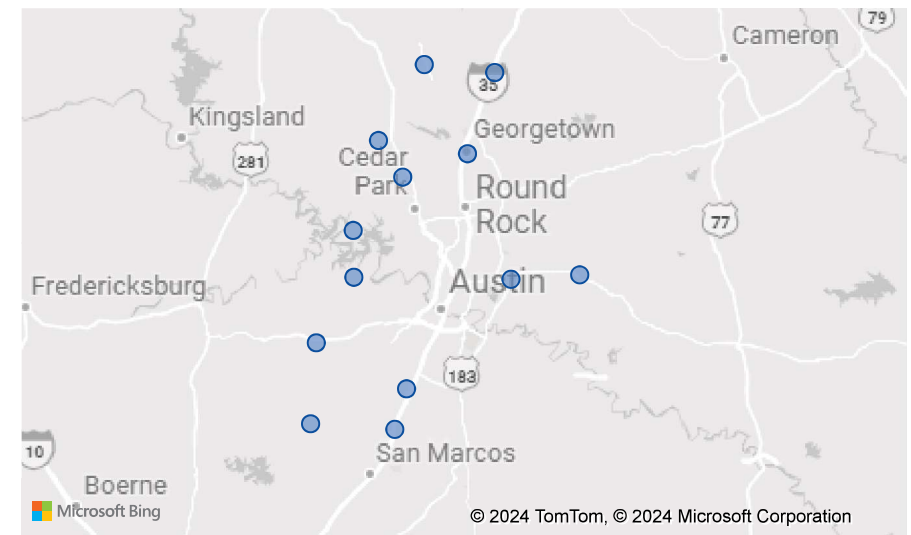 79
Cameron
35
Kingsland
Georgetown
281
Cedar
Park
Round
Rock
77
Fredericksburg
Austin
183
10
San Marcos
Boerne
Microsoft Bing
© 2024 TomTom, © 2024 Microsoft Corporation